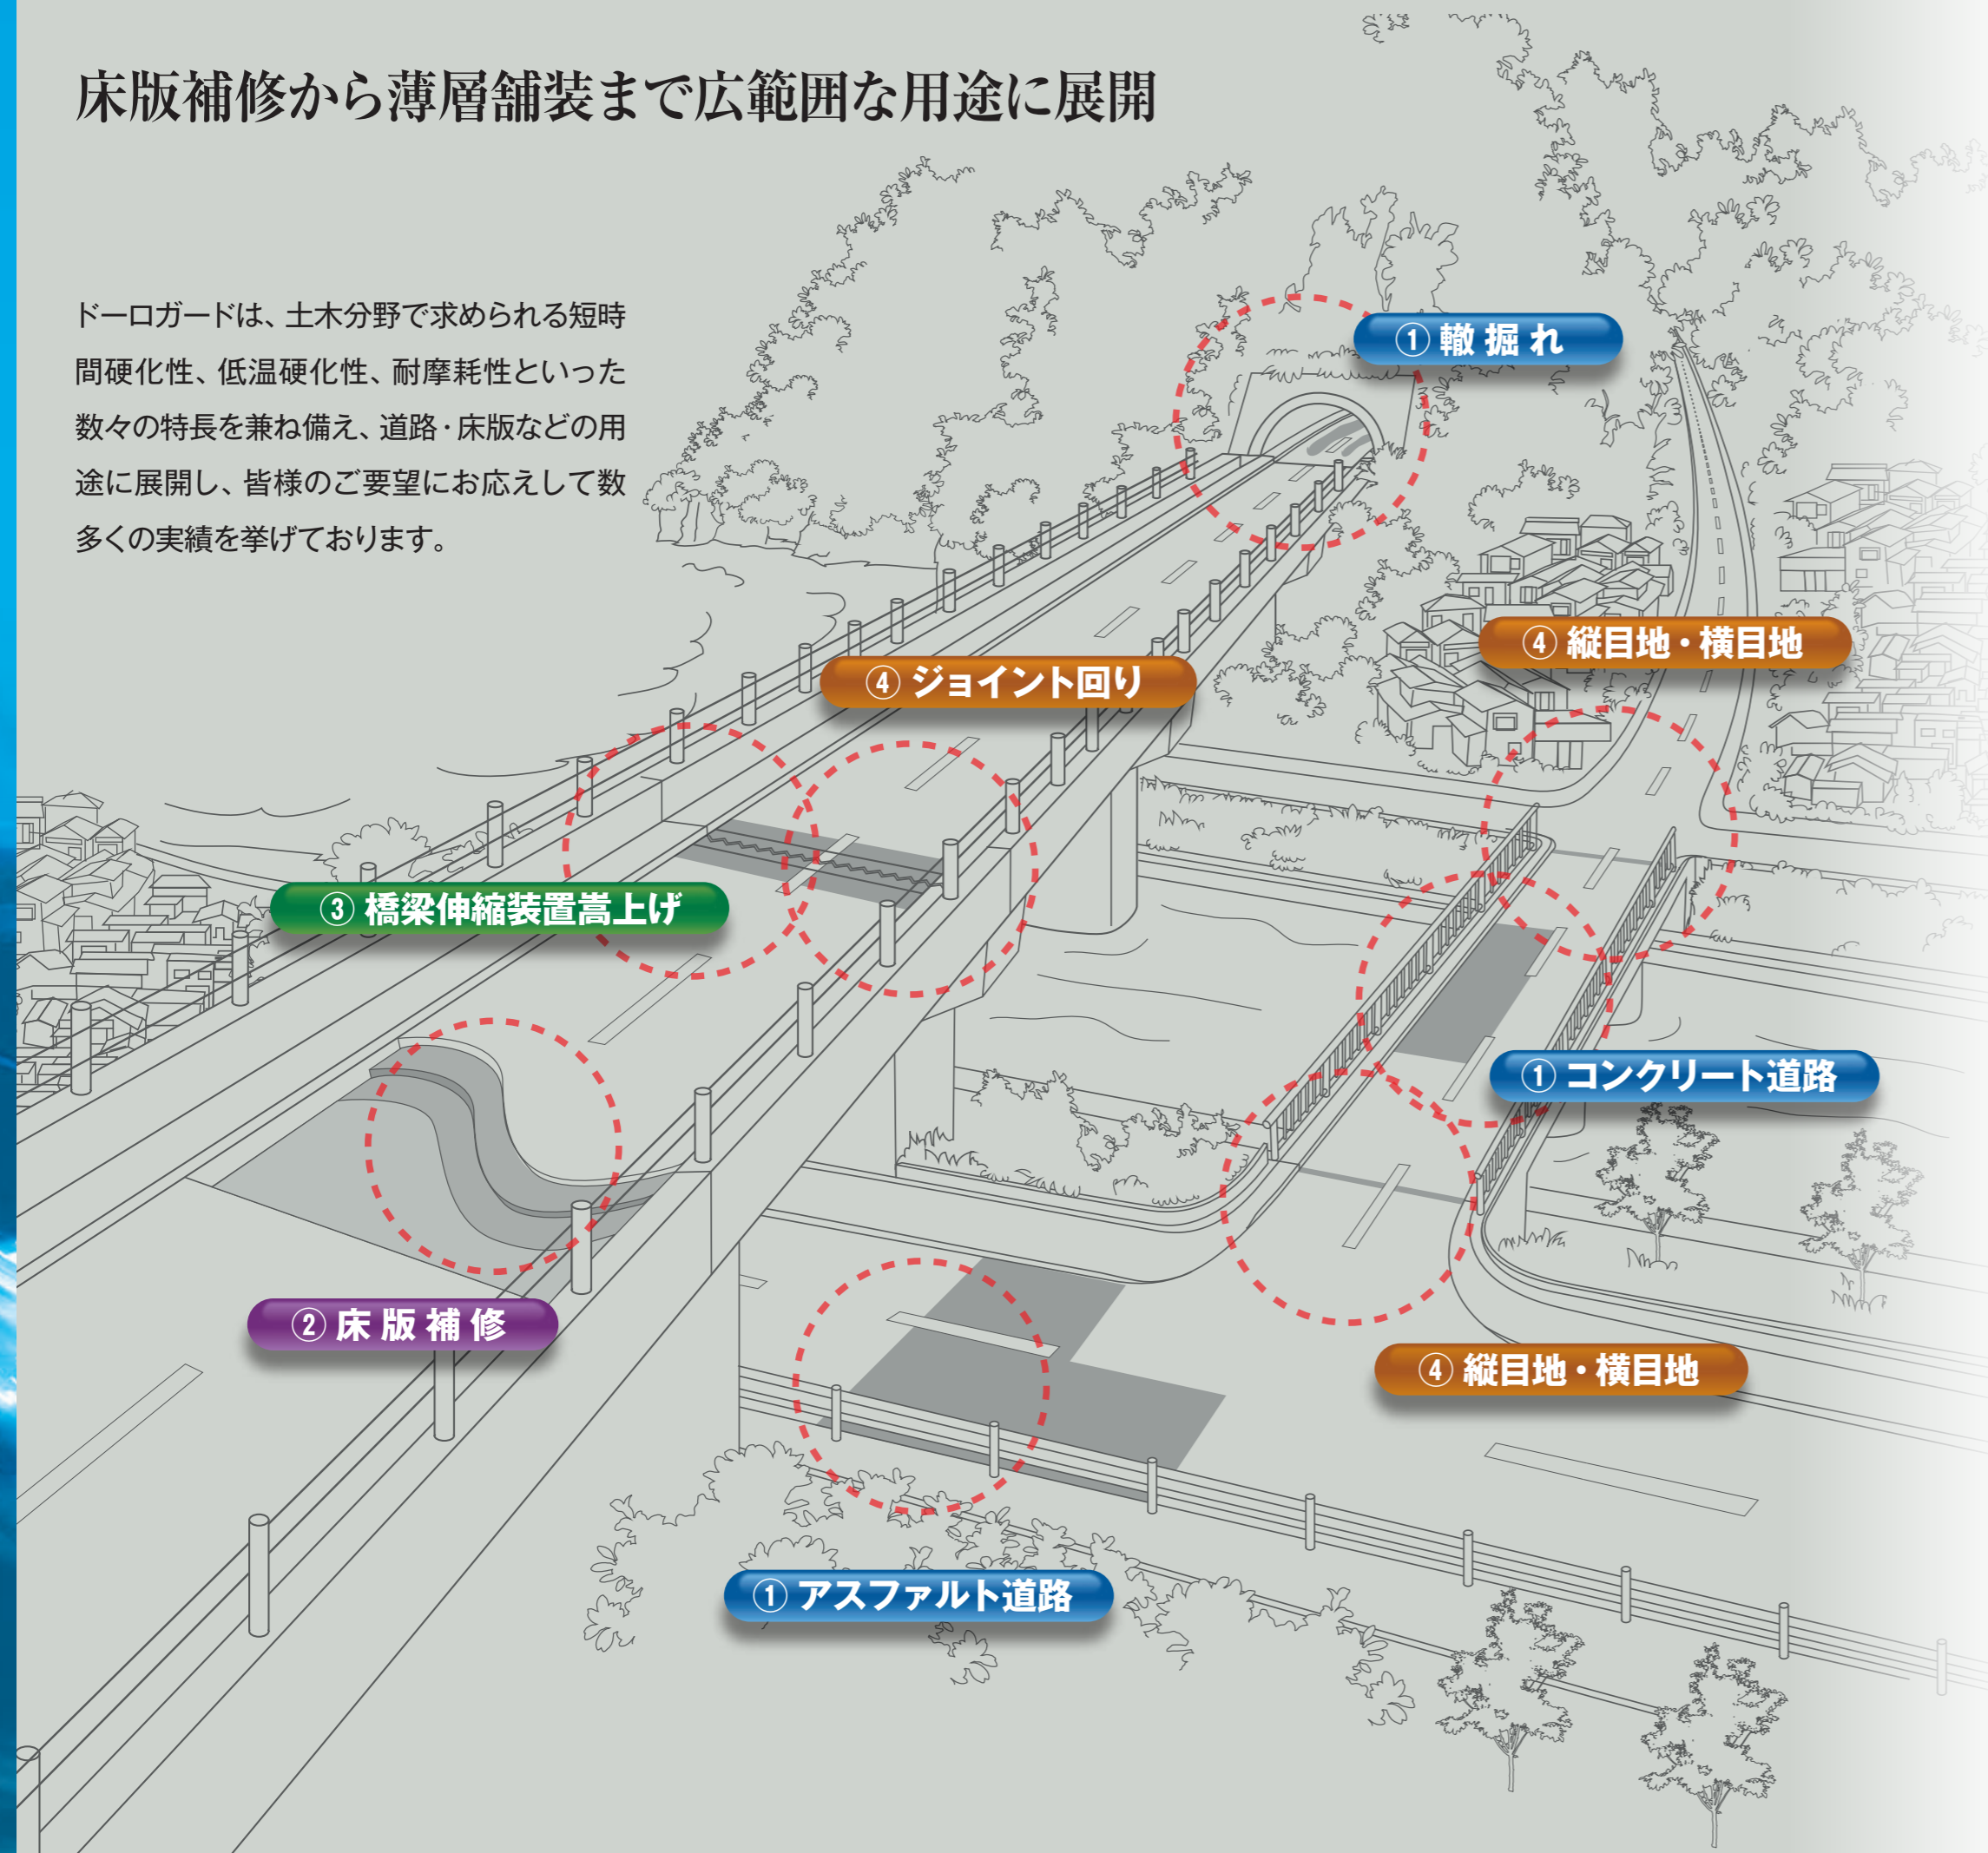 床版補修から薄層舗装まで広範囲な用途に展開
ドーロガードは、土木分野で求められる短時
間硬化性、低温硬化性、耐摩耗性といった
数々の特長を兼ね備え、道路・床版などの用
途に展開し、皆様のご要望にお応えして数
多くの実績を挙げております。
① 轍掘れ
④ 縦目地・横目地
④ ジョイント回り
③ 橋梁伸縮装置嵩上げ
① コンクリート道路
② 床版補修
④ 縦目地・横目地
① アスファルト道路